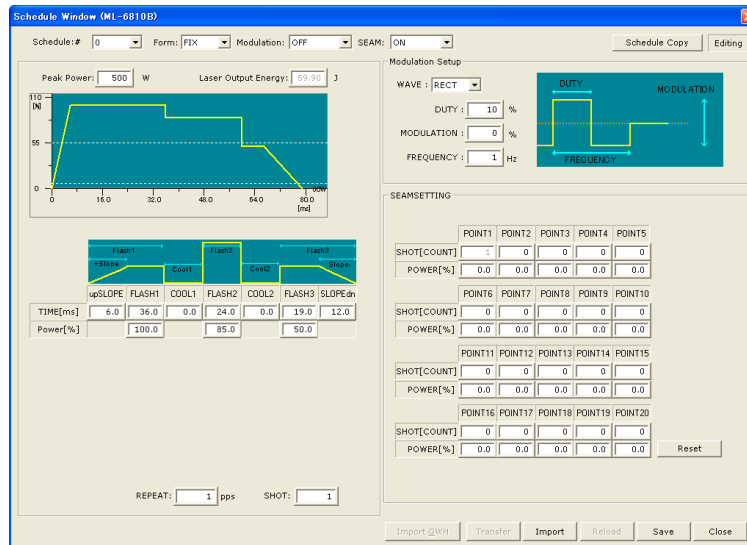 Schedule Window (ML-6810B)
Schedule:# 0 Form: FIX Modulation: OFF SEAM: ON Schedule Copy Editing
Peak Power: 500 W Laser Output Energy: 59.90 J
110
[%]
55
0
0 16.0 32.0 48.0 64.0 80.0
[ms]
Flash1 Flash2 Flash3
+Slope Cool1 Cool2 Slope-
upSLOPE FLASH1 COOL1 FLASH2 COOL2 FLASH3 SLOPEdn
TIME[ms] 6.0 36.0 0.0 24.0 0.0 19.0 12.0
Power[%] 100.0 85.0 50.0
REPEAT: 1 pps SHOT: 1
Modulation Setup
WAVE : RECT
DUTY : 10 %
MODULATION : 0 %
FREQUENCY : 1 Hz
DUTY
MODULATION
FREQUENCY
SEAMSETTING
POINT1 POINT2 POINT3 POINT4 POINT5
SHOT[COUNT] 1 0 0 0 0
POWER[%] 0.0 0.0 0.0 0.0 0.0
POINT6 POINT7 POINT8 POINT9 POINT10
SHOT[COUNT] 0 0 0 0 0
POWER[%] 0.0 0.0 0.0 0.0 0.0
POINT11 POINT12 POINT13 POINT14 POINT15
SHOT[COUNT] 0 0 0 0 0
POWER[%] 0.0 0.0 0.0 0.0 0.0
POINT16 POINT17 POINT18 POINT19 POINT20
SHOT[COUNT] 0 0 0 0 0
POWER[%] 0.0 0.0 0.0 0.0 0.0
Reset
Import GWH Transfer Import Reload Save Close